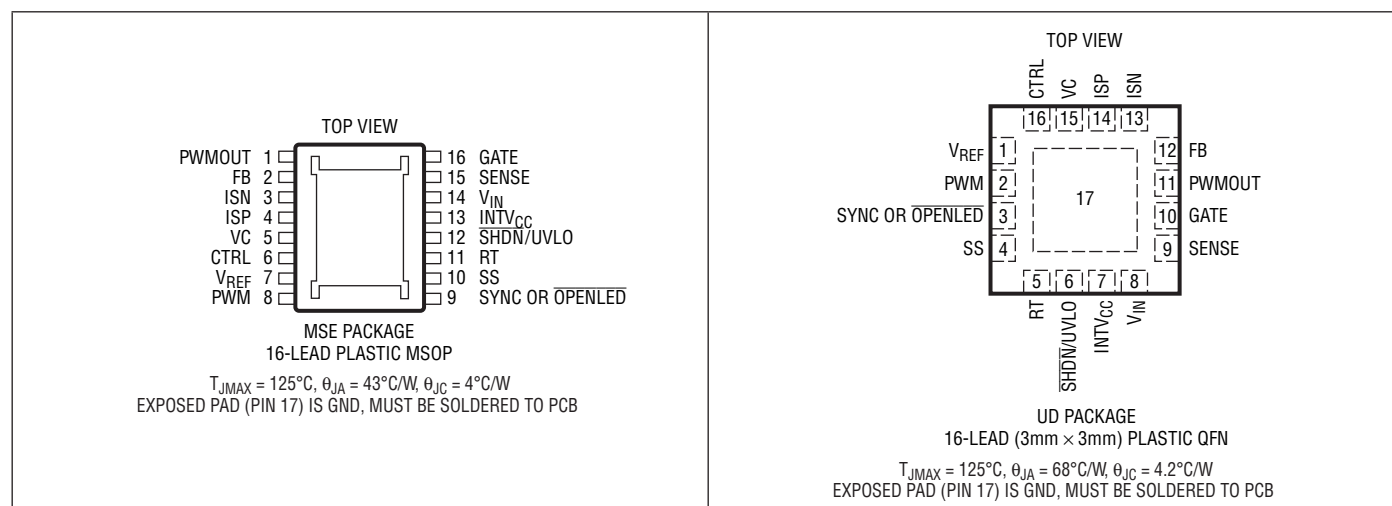 TOP VIEW
PWMOUT 1
FB 2
ISN 3
ISP 4
VC 5
CTRL 6
VREF 7
PWM 8
16 GATE
15 SENSE
14 VIN
13 INTVCC
12 SHDN/UVLO
11 RT
10 SS
9 SYNC OR OPENLED
MSE PACKAGE
16-LEAD PLASTIC MSOP
TJMAX = 125°C, θJA = 43°C/W, θJC = 4°C/W
EXPOSED PAD (PIN 17) IS GND, MUST BE SOLDERED TO PCB
TOP VIEW
CTRL VC ISP ISN
16 15 14 13
VREF 1
PWM 2
SYNC OR OPENLED 3
SS 4
17
12 FB
11 PWMOUT
10 GATE
9 SENSE
5 6 7 8
RT SHDN/UVLO INTVCC VIN
UD PACKAGE
16-LEAD (3mm × 3mm) PLASTIC QFN
TJMAX = 125°C, θJA = 68°C/W, θJC = 4.2°C/W
EXPOSED PAD (PIN 17) IS GND, MUST BE SOLDERED TO PCB